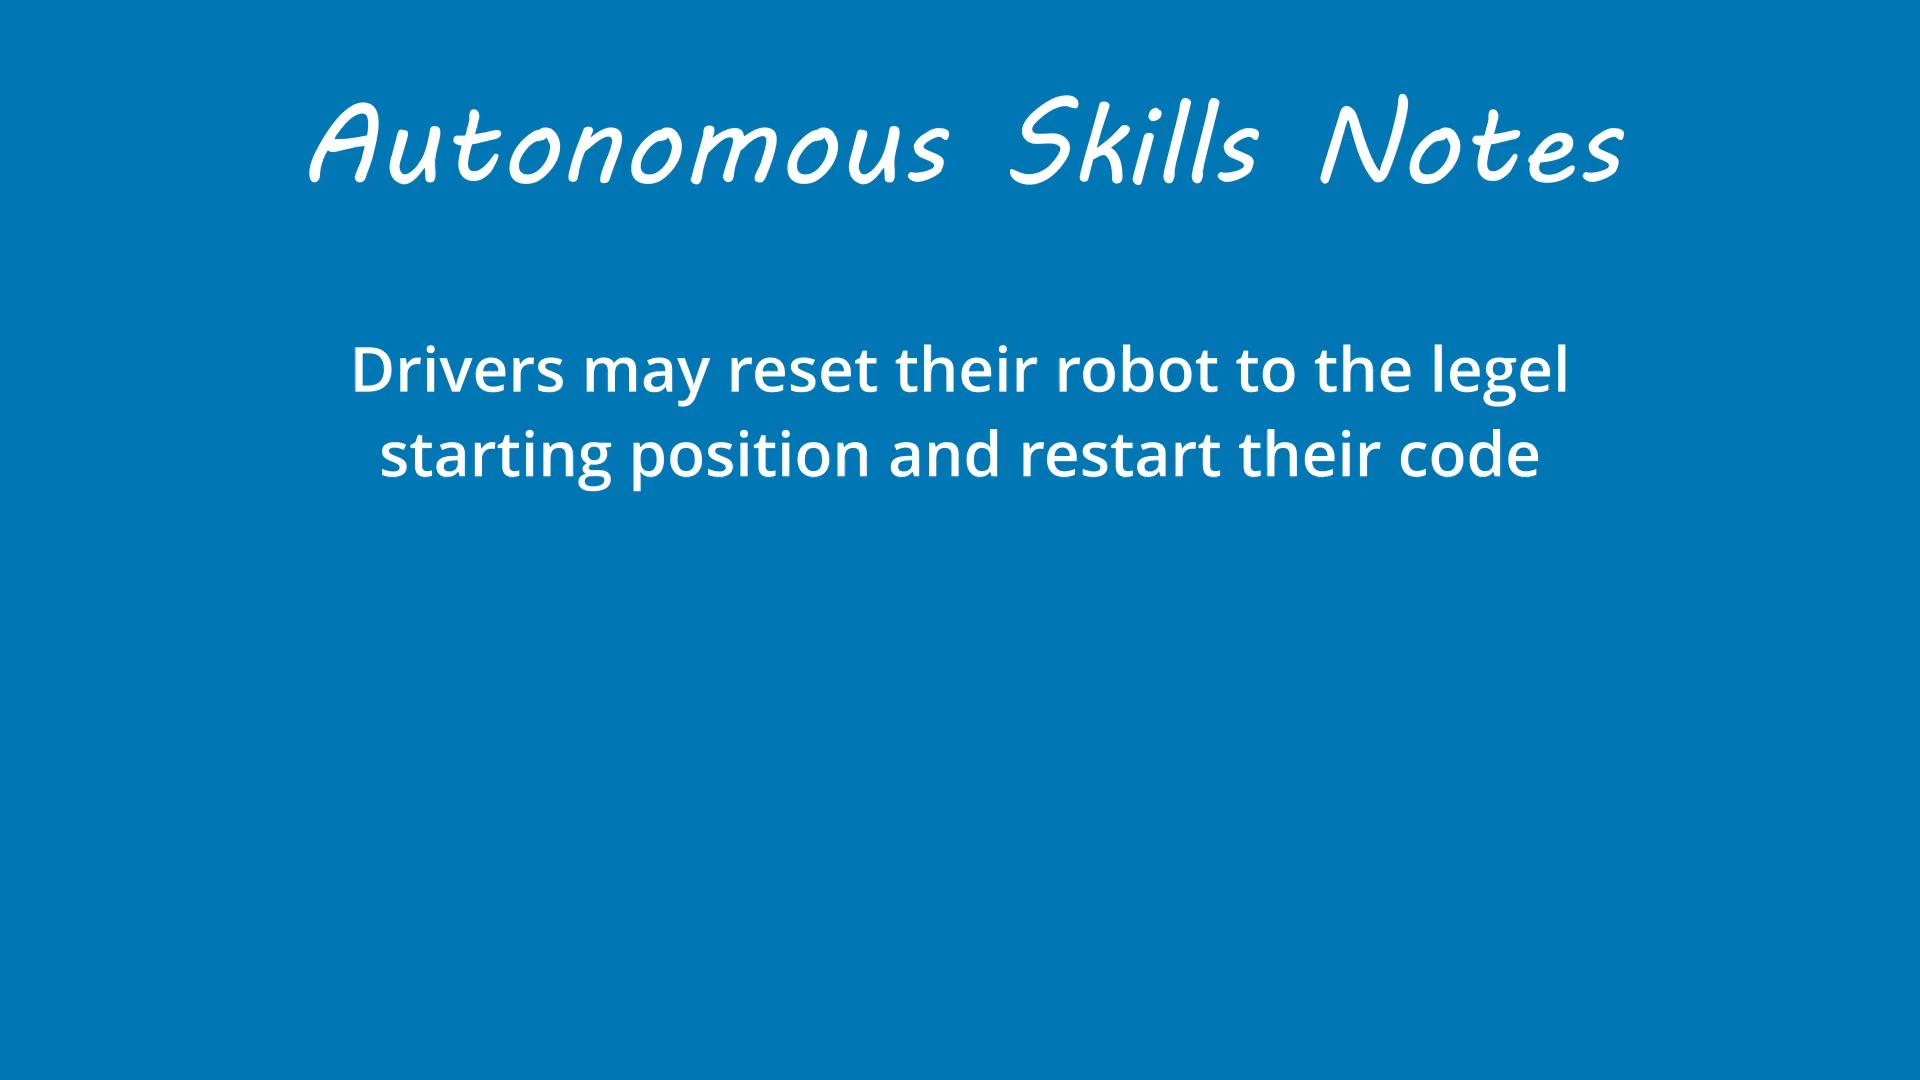 Autonomous Skills Notes
Drivers may reset their robot to the legel
starting position and restart their code